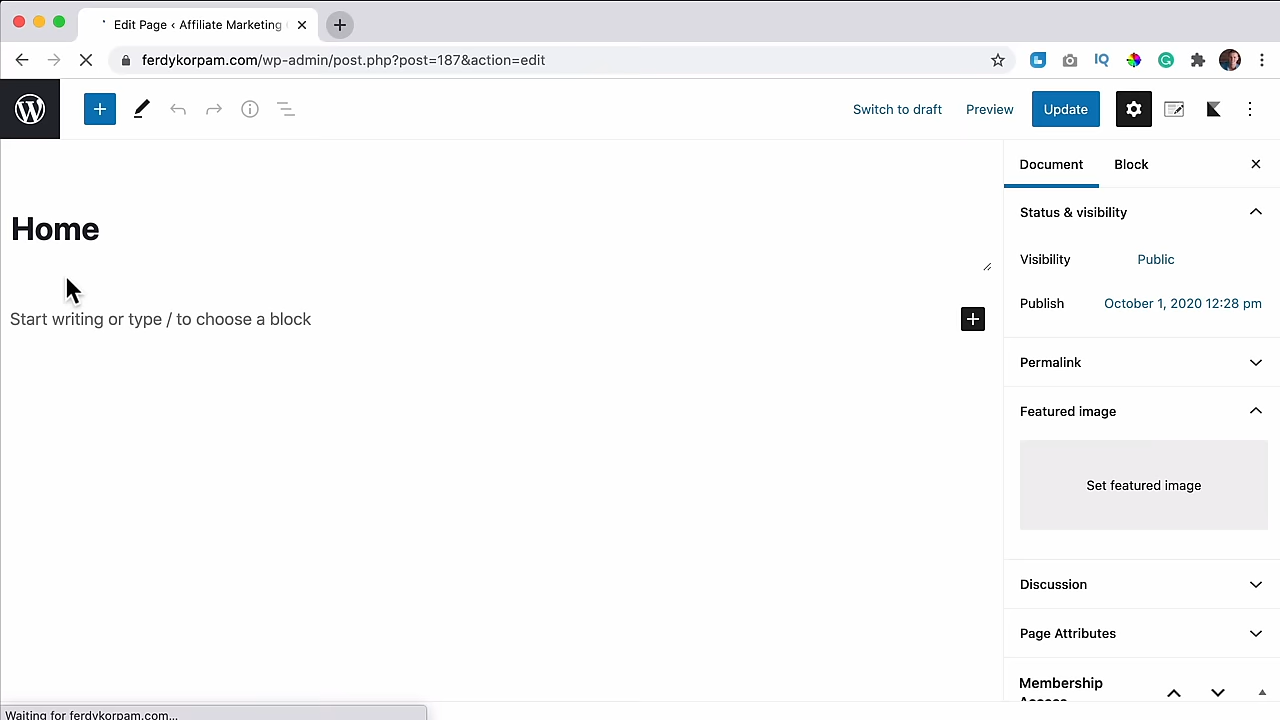 Edit Page ‹ Affiliate Marketing
ferdykorpam.com/wp-admin/post.php?post=187&action=edit
Switch to draft
Preview
Update
Document
Block
Home
Start writing or type / to choose a block
Status & visibility
Visibility
Public
Publish
October 1, 2020 12:28 pm
Permalink
Featured image
Set featured image
Discussion
Page Attributes
Membership
Access
Waiting for ferdykorpam.com...